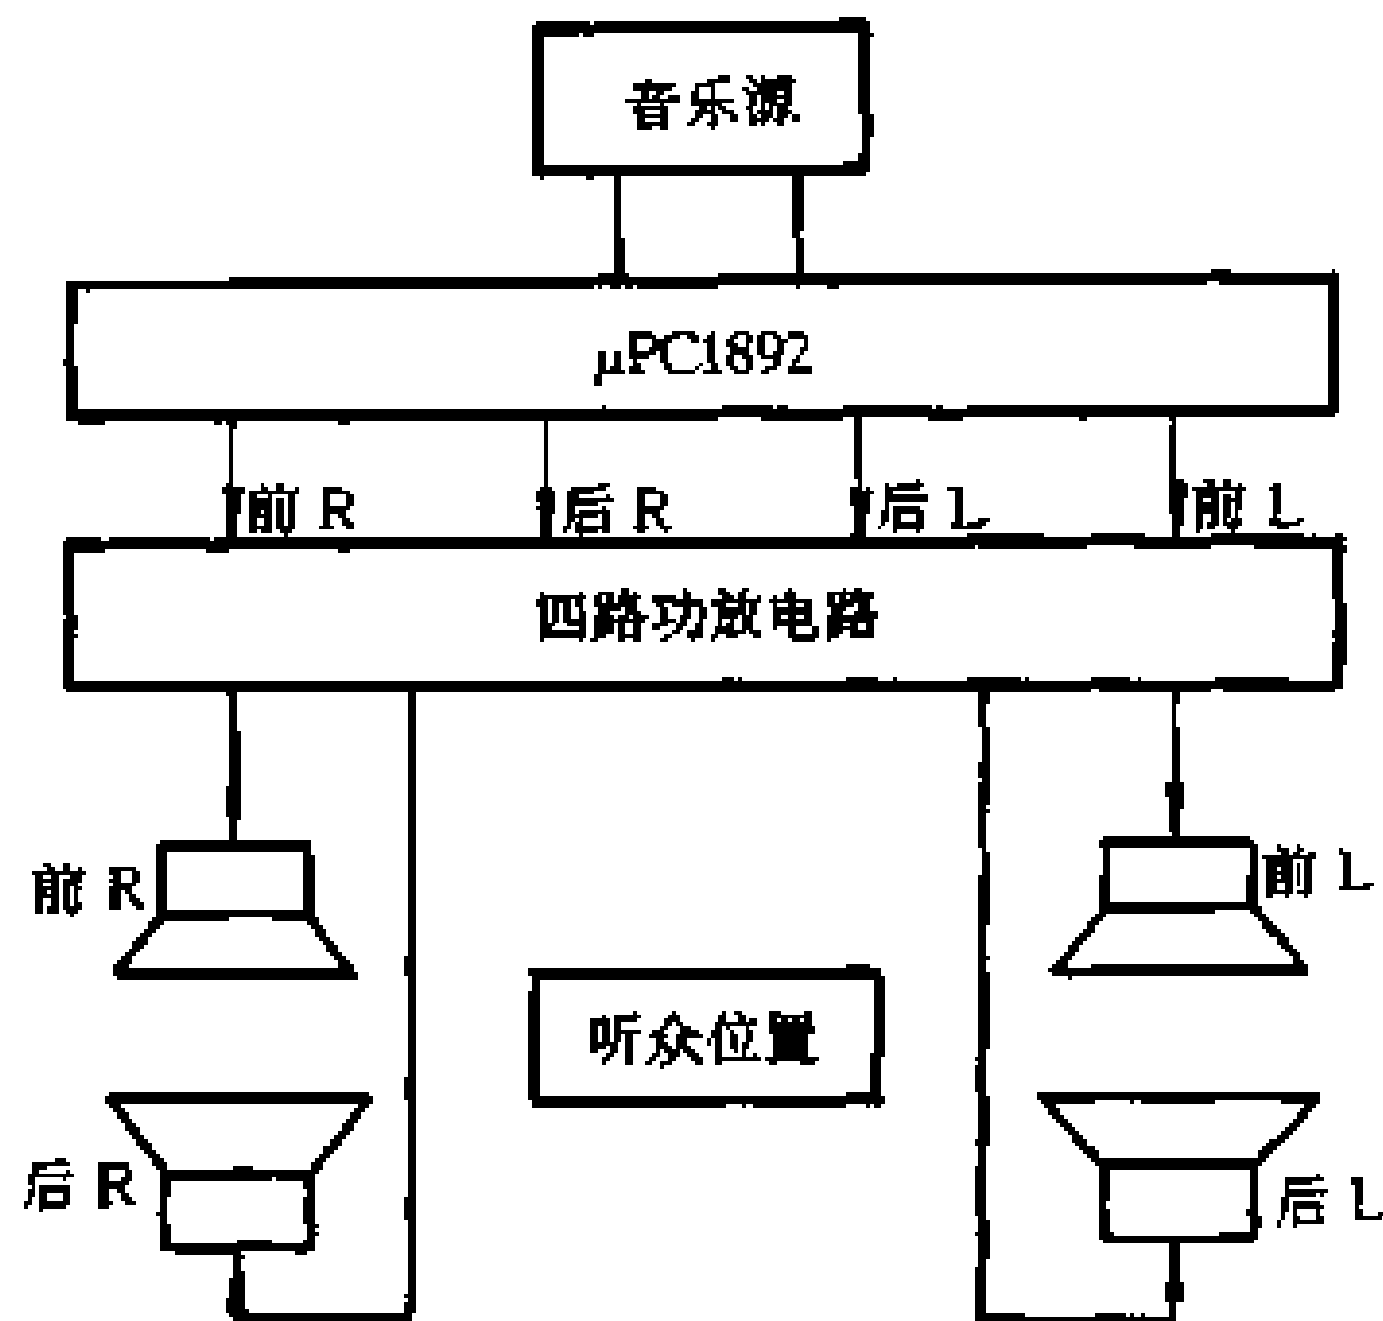 音乐源
μPC1892
前 R 后 R 后 L 前 L
四路功放电路
前 R 前 L
听众位置
后 R 后 L